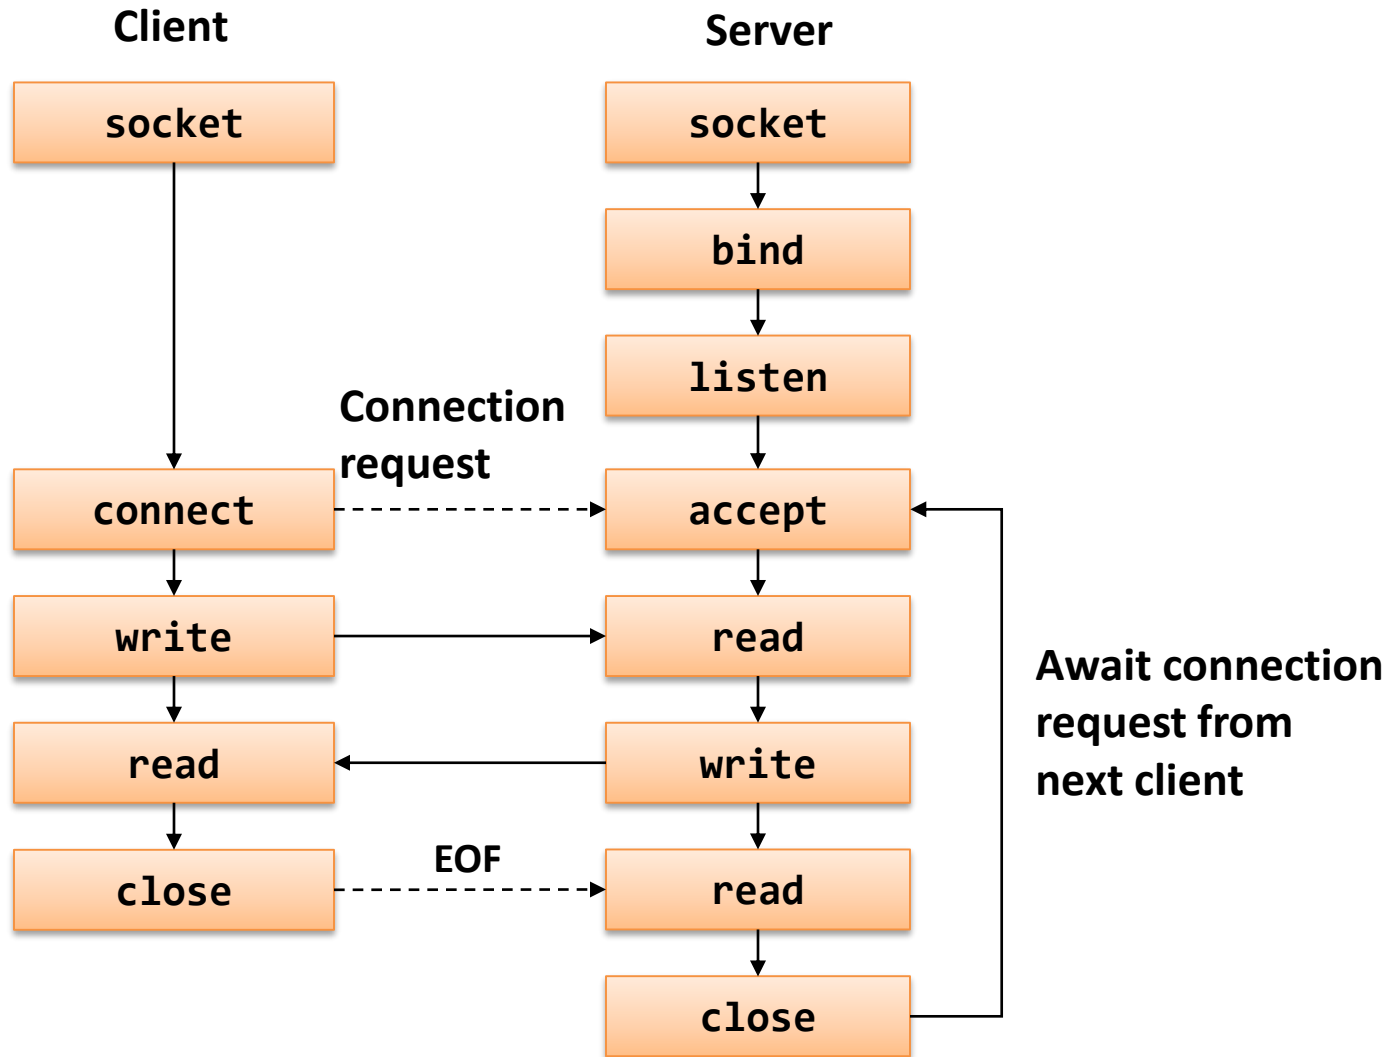 Client
Server
socket
socket
bind
listen
Connection
request
connect
accept
write
read
Await connection
request from
next client
read
write
EOF
close
read
close